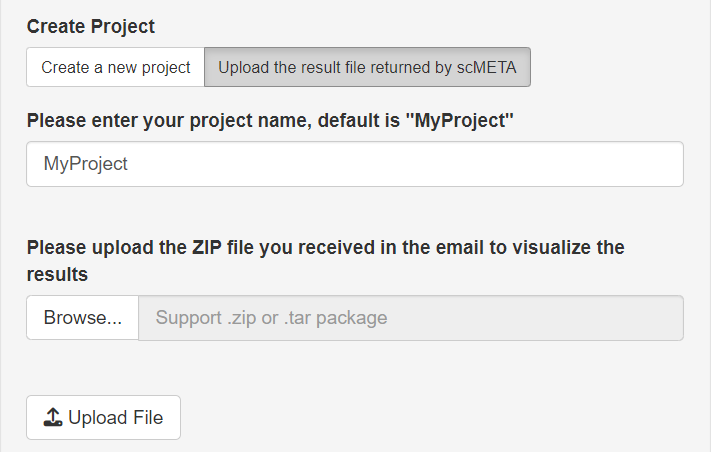 Create Project
Create a new project Upload the result file returned by scMETA
Please enter your project name, default is "MyProject"
MyProject
Please upload the ZIP file you received in the email to visualize the
results
Browse... Support .zip or .tar package
Upload File